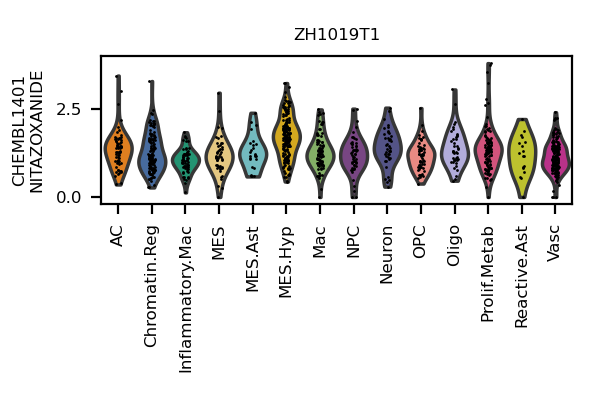 ZH1019T1
CHEMBL1401
NITAZOXANIDE
2.5
0.0
AC
Chromatin.Reg
Inflammatory.Mac
MES
MES.Ast
MES.Hyp
Mac
NPC
Neuron
OPC
Oligo
Prolif.Metab
Reactive.Ast
Vasc